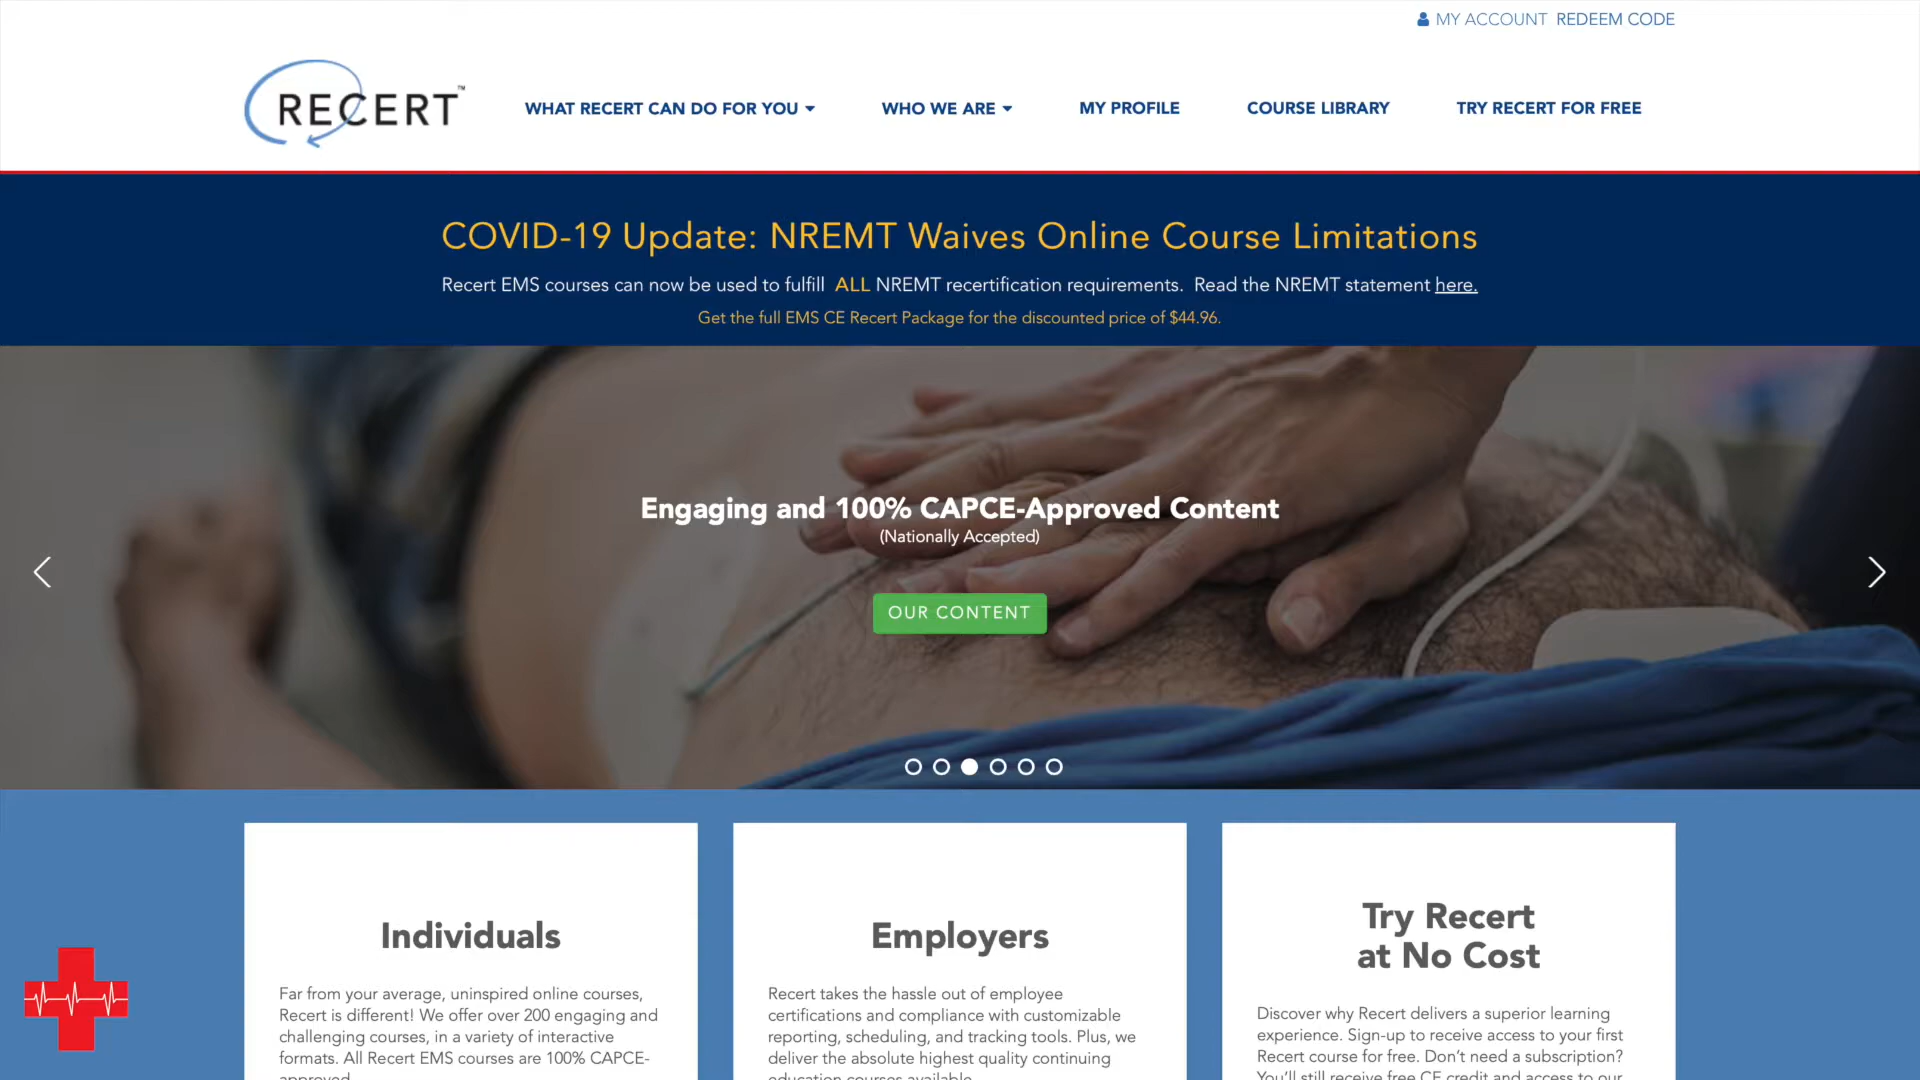 MY ACCOUNT REDEEM CODE
RECERT™
WHAT RECERT CAN DO FOR YOU
WHO WE ARE
MY PROFILE
COURSE LIBRARY
TRY RECERT FOR FREE
COVID-19 Update: NREMT Waives Online Course Limitations
Recert EMS courses can now be used to fulfill ALL NREMT recertification requirements. Read the NREMT statement here.
Get the full EMS CE Recert Package for the discounted price of $44.96.
Engaging and 100% CAPCE-Approved Content
(Nationally Accepted)
OUR CONTENT
Individuals
Far from your average, uninspired online courses,
Recert is different! We offer over 200 engaging and
challenging courses, in a variety of interactive
formats. All Recert EMS courses are 100% CAPCE-
approved.
Employers
Recert takes the hassle out of employee
certifications and compliance with customizable
reporting, scheduling, and tracking tools. Plus, we
deliver the absolute highest quality continuing
education courses available.
Try Recert
at No Cost
Discover why Recert delivers a superior learning
experience. Sign-up to receive access to your first
Recert course for free. Don't need a subscription?
You'll still receive free CE credit and access to our